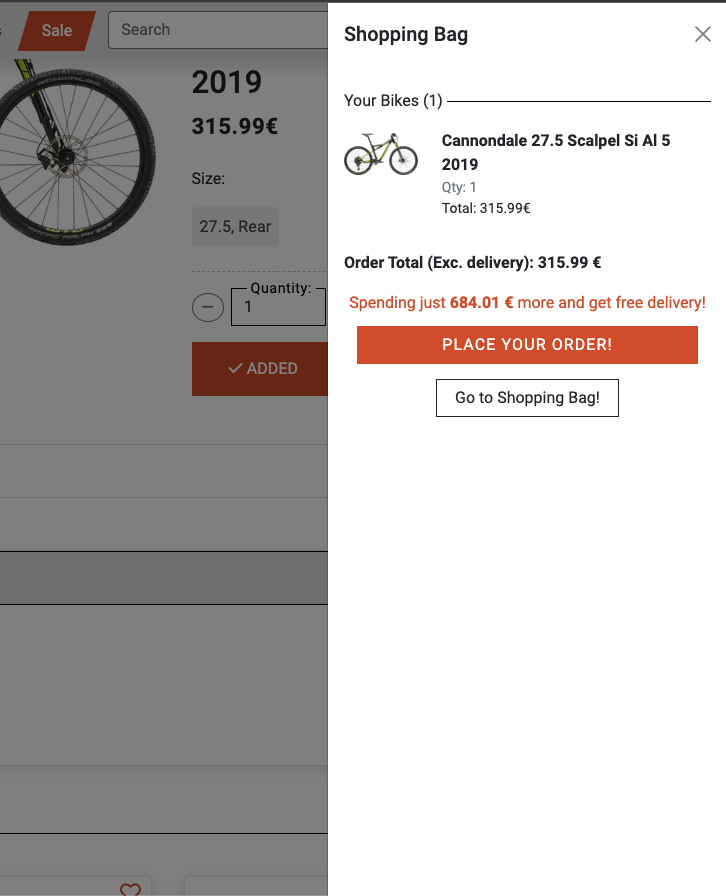 Sale
Search
2019
315.99€
Size:
27.5, Rear
Quantity:
1
ADDED
Shopping Bag
Your Bikes (1)
Cannondale 27.5 Scalpel Si Al 5
2019
Qty: 1
Total: 315.99€
Order Total (Exc. delivery): 315.99 €
Spending just 684.01 € more and get free delivery!
PLACE YOUR ORDER!
Go to Shopping Bag!